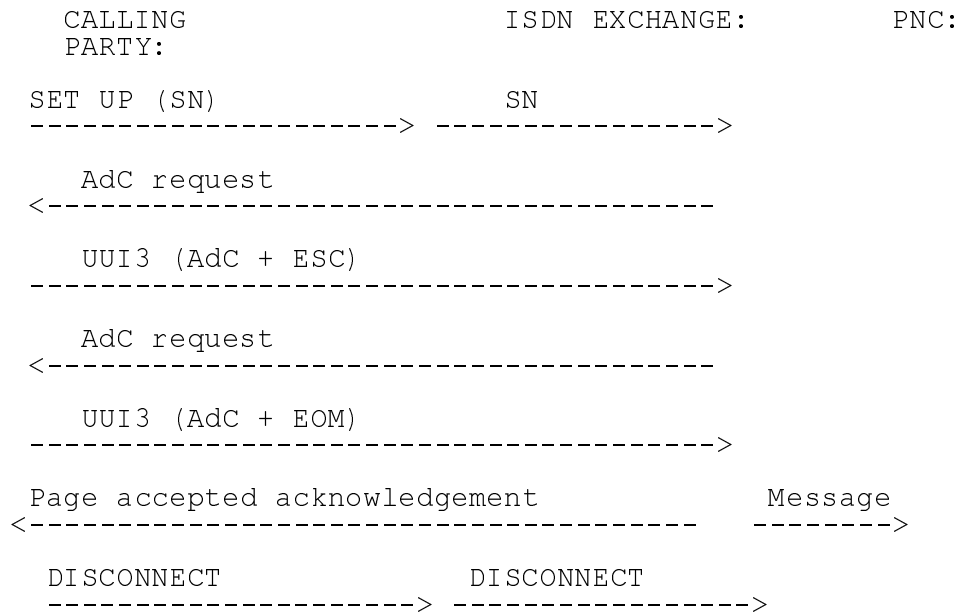 CALLING ISDN EXCHANGE: PNC:
PARTY:
SET UP (SN) SN
AdC request
UUI3 (AdC + ESC)
AdC request
UUI3 (AdC + EOM)
Page accepted acknowledgement Message
DISCONNECT DISCONNECT